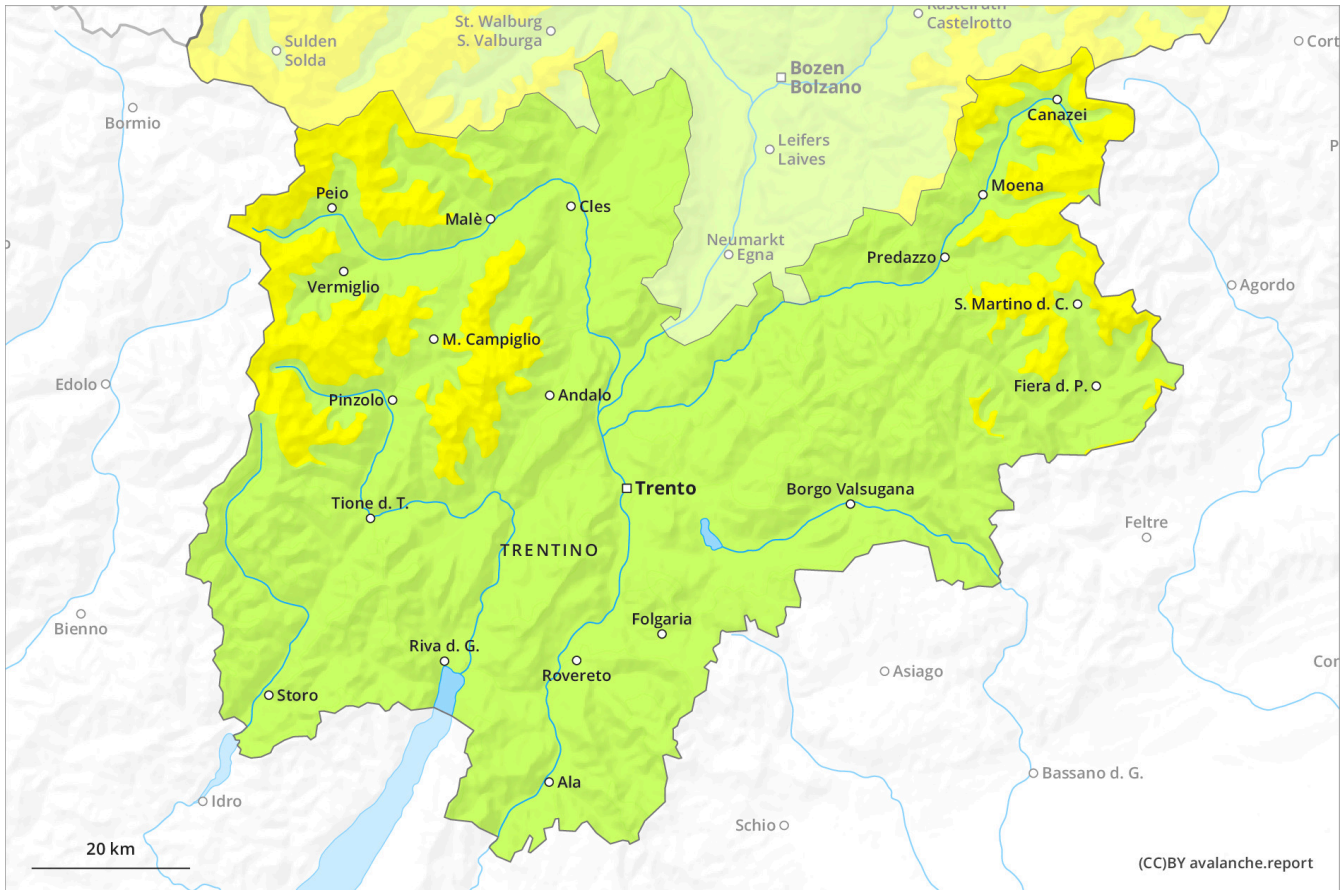 Kastelruth
Castelrotto
St. Walburg
S. Valburga
Sulden
Solda
Cort
Bozen
Bolzano
Bormio
Canazei
Leifers
Laives
Moena
Peio
Malè
Cles
Neumarkt
Egna
Predazzo
Vermiglio
Agordo
S. Martino d. C.
M. Campiglio
Edolo
Fiera d. P.
Andalo
Pinzolo
Trento
Borgo Valsugana
Tione d. T.
Feltre
TRENTINO
Bienno
Folgaria
Riva d. G.
Asiago
Cor
Rovereto
Storo
Bassano d. G.
Ala
Idro
Schio
20 km
(CC)BY avalanche.report